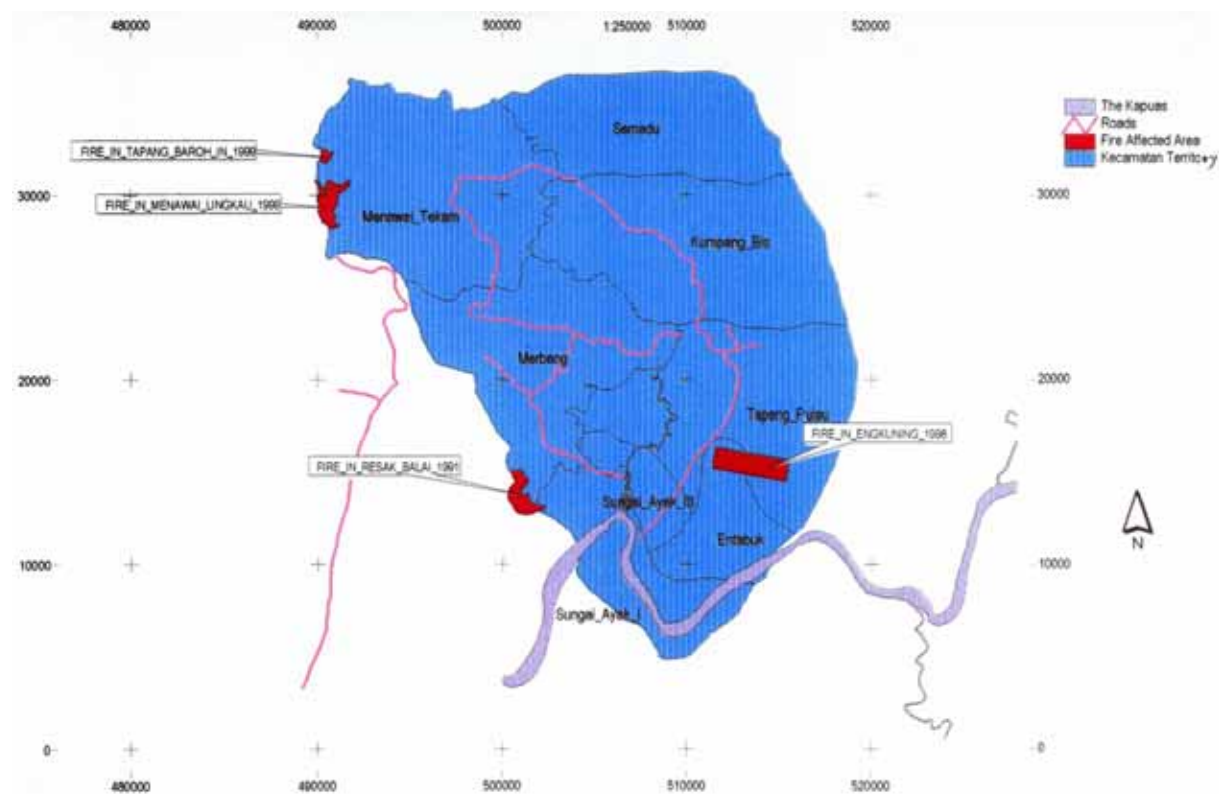 480000 490000 500000 1:250000 510000 520000
The Kapuas
Roads
Fire Affected Area
Kecamatan Territory
Semadu
FIRE_IN_TAPANG_BAROH_IN_1999
30000 30000
FIRE_IN_MENAWAI_LINGKAU_1998
Menawai_Tekam
Kumpang_Bis
Merbang
20000 20000
Tapang_Pulau
FIRE_IN_ENGKUNING_1998
FIRE_IN_RESAK_BALAI_1991
Sungai_Ayak_III
Entabuk
N
10000 10000
Sungai_Ayak_I
0 0
480000 490000 500000 510000 520000